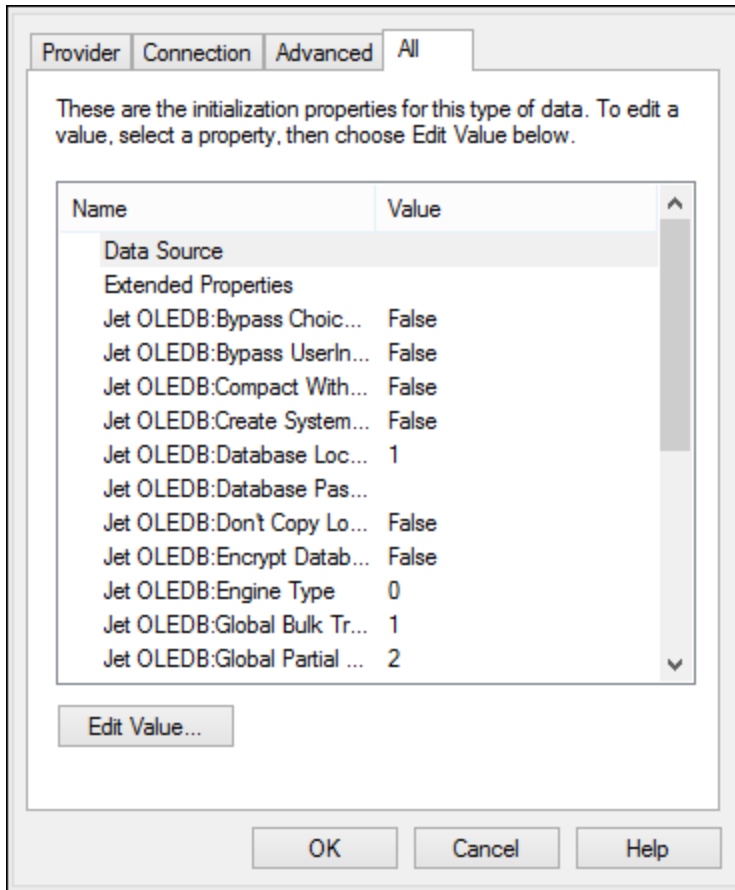 Provider Connection Advanced All
These are the initialization properties for this type of data. To edit a
value, select a property, then choose Edit Value below.
Name Value
Data Source
Extended Properties
Jet OLEDB:Bypass Choic... False
Jet OLEDB:Bypass UserIn... False
Jet OLEDB:Compact With... False
Jet OLEDB:Create System... False
Jet OLEDB:Database Loc... 1
Jet OLEDB:Database Pas...
Jet OLEDB:Don't Copy Lo... False
Jet OLEDB:Encrypt Datab... False
Jet OLEDB:Engine Type 0
Jet OLEDB:Global Bulk Tr... 1
Jet OLEDB:Global Partial ... 2
Edit Value...
OK Cancel Help